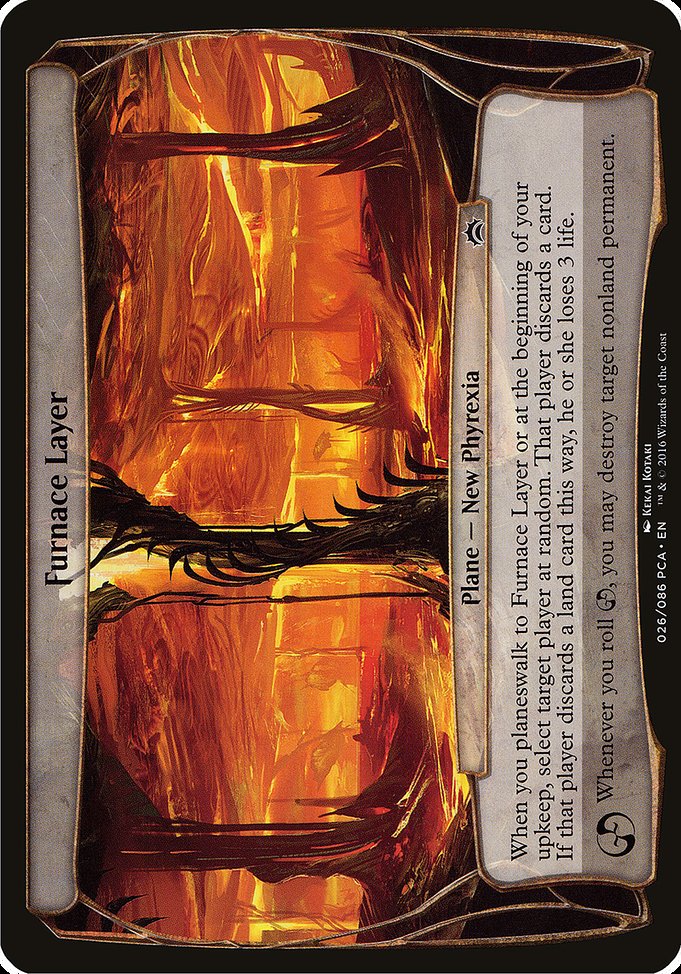 Furnace Layer
Plane — New Phyrexia
When you planeswalk to Furnace Layer or at the beginning of your
upkeep, select target player at random. That player discards a card.
If that player discards a land card this way, he or she loses 3 life.
Whenever you roll , you may destroy target nonland permanent.
026/086 PCA • EN KEKAI KOTAKI
™ & © 2016 Wizards of the Coast